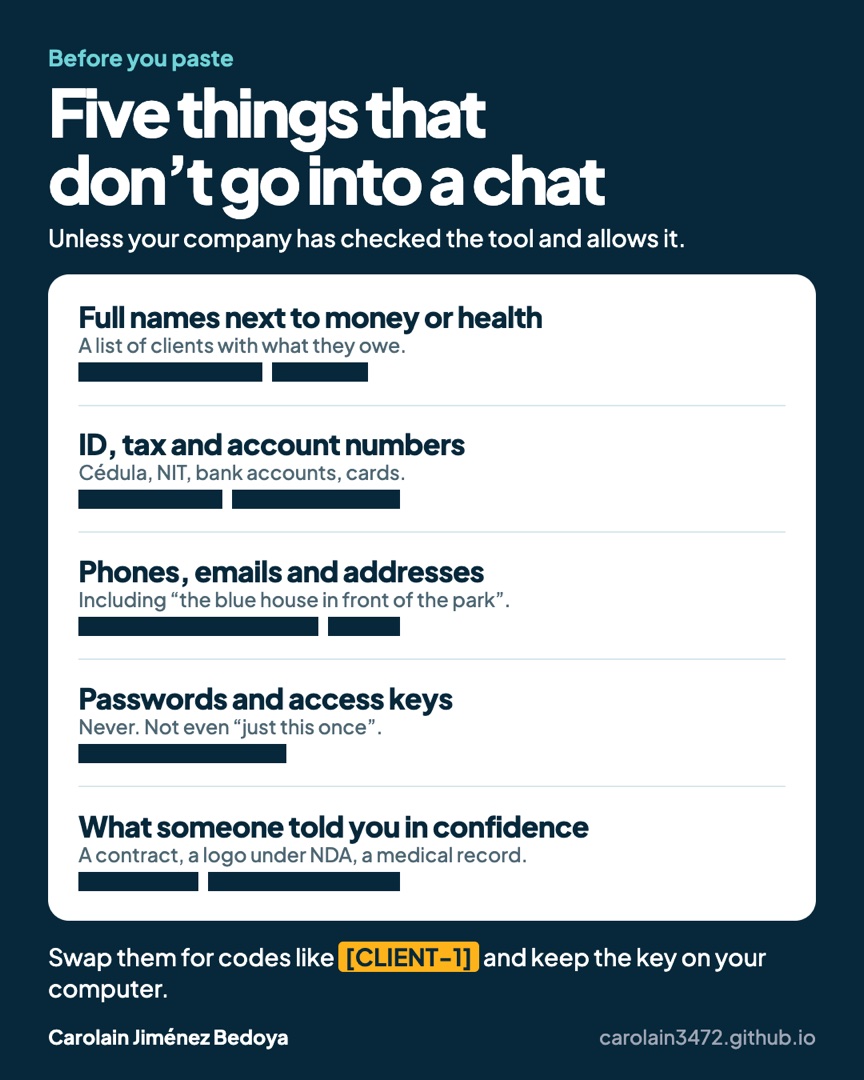 Before you paste
Five things that
don’t go into a chat
Unless your company has checked the tool and allows it.
Full names next to money or health
A list of clients with what they owe.
ID, tax and account numbers
Cédula, NIT, bank accounts, cards.
Phones, emails and addresses
Including “the blue house in front of the park”.
Passwords and access keys
Never. Not even “just this once”.
What someone told you in confidence
A contract, a logo under NDA, a medical record.
Swap them for codes like [CLIENT-1] and keep the key on your
computer.
Carolain Jiménez Bedoya
carolain3472.github.io